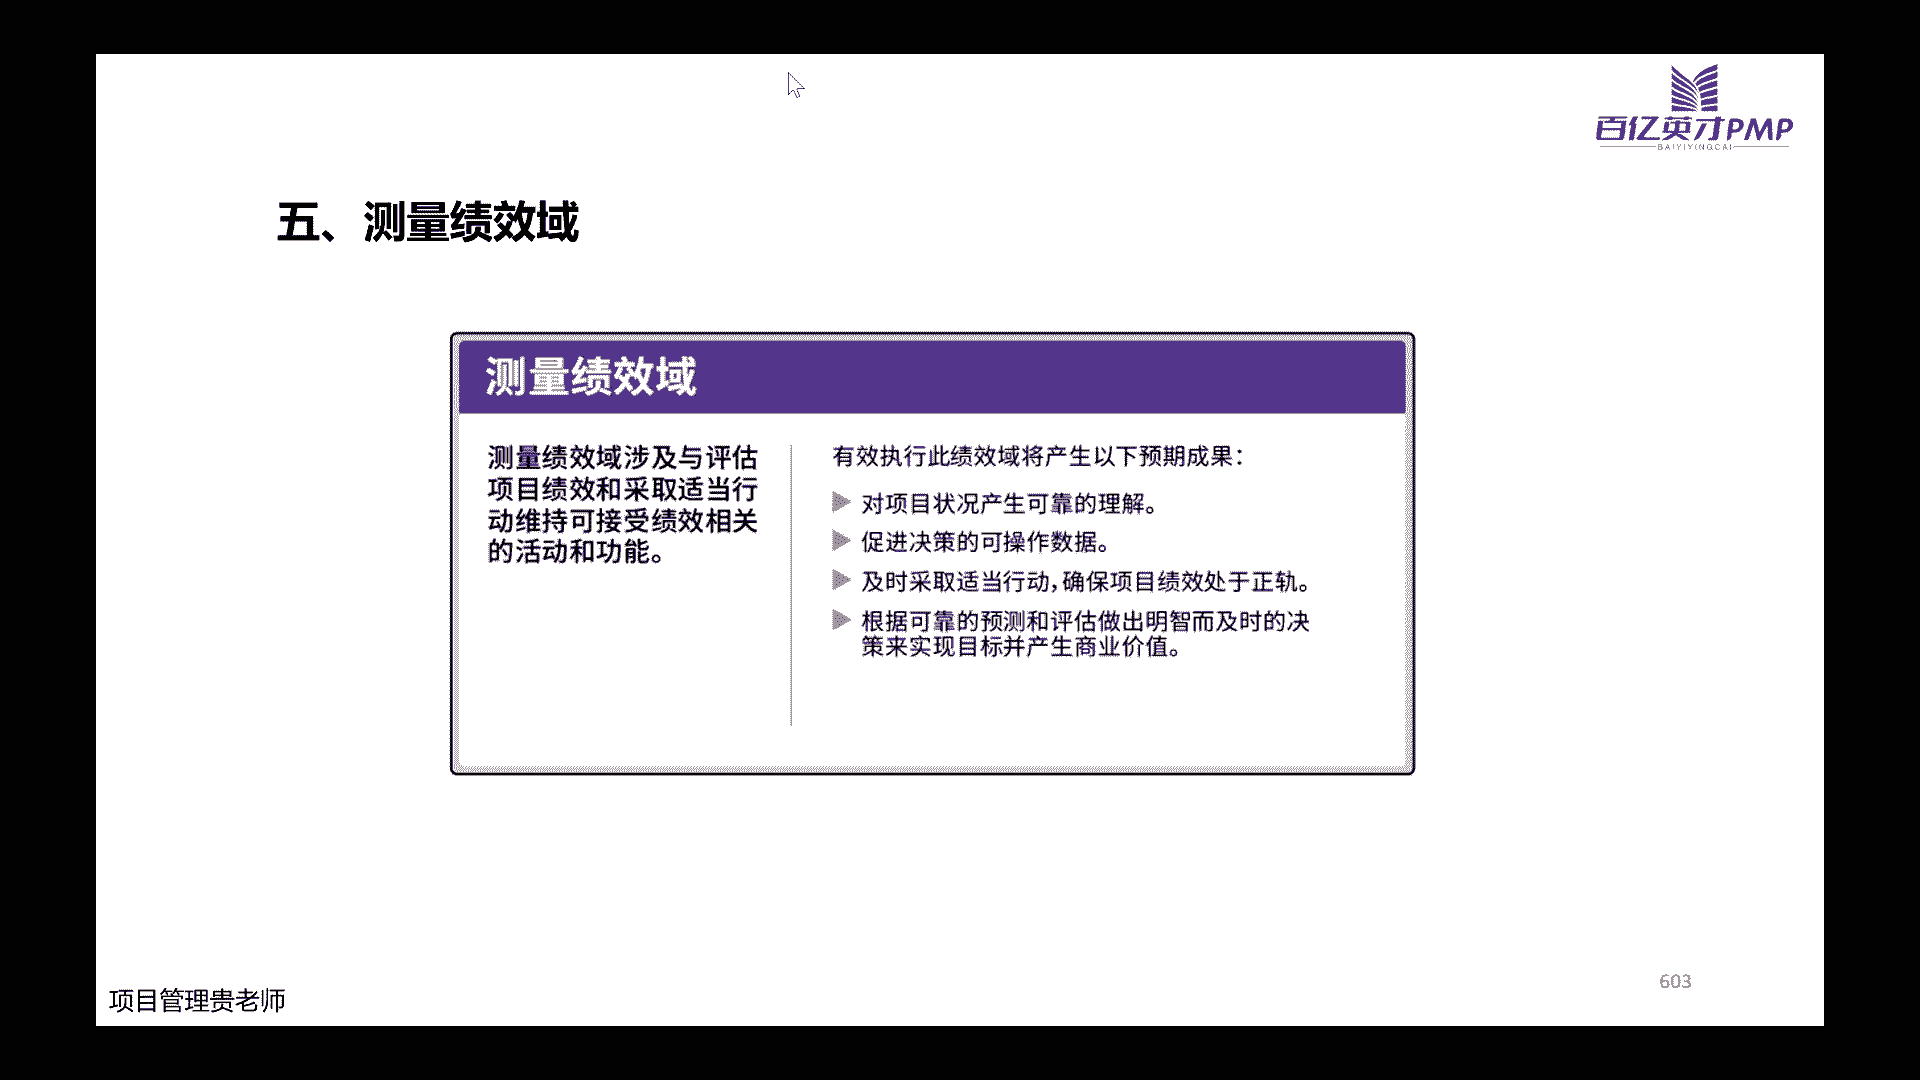 百亿英才PMP
BAIYIYINGCAI
五、测量绩效域
测量绩效域
测量绩效域涉及与评估
项目绩效和采取适当行
动维持可接受绩效相关
的活动和功能。
有效执行此绩效域将产生以下预期成果：
▶ 对项目状况产生可靠的理解。
▶ 促进决策的可操作数据。
▶ 及时采取适当行动，确保项目绩效处于正轨。
▶ 根据可靠的预测和评估做出明智而及时的决
策来实现目标并产生商业价值。
603
项目管理贵老师